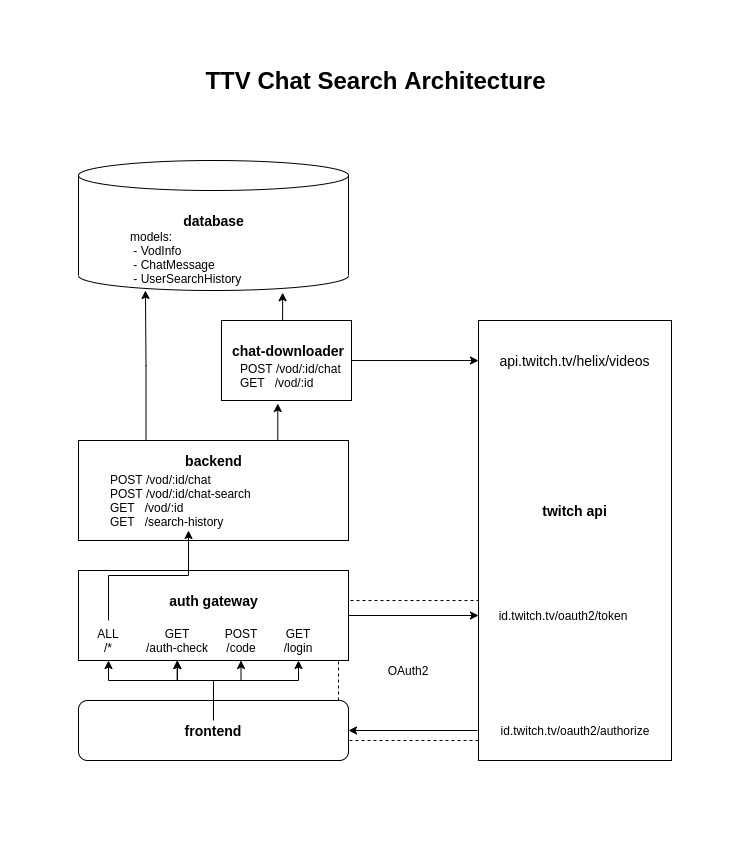 TTV Chat Search Architecture
database
models:
- VodInfo
- ChatMessage
- UserSearchHistory
chat-downloader
POST /vod/:id/chat
GET /vod/:id
api.twitch.tv/helix/videos
backend
POST /vod/:id/chat
POST /vod/:id/chat-search
GET /vod/:id
GET /search-history
twitch api
auth gateway
ALL
/*
GET
/auth-check
POST
/code
GET
/login
id.twitch.tv/oauth2/token
OAuth2
frontend
id.twitch.tv/oauth2/authorize